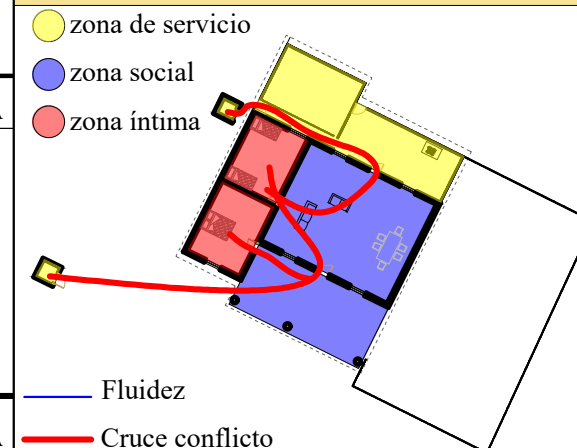 zona de servicio
zona social
zona íntima
Fluidez
Cruce conflicto